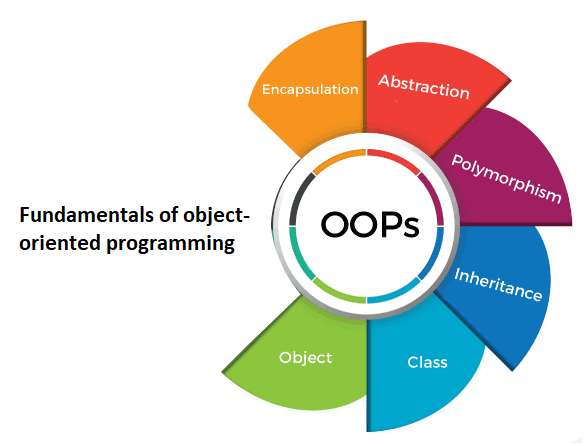 Encapsulation
Abstraction
Polymorphism
Fundamentals of object-
oriented programming
OOPs
Inheritance
Class
Object